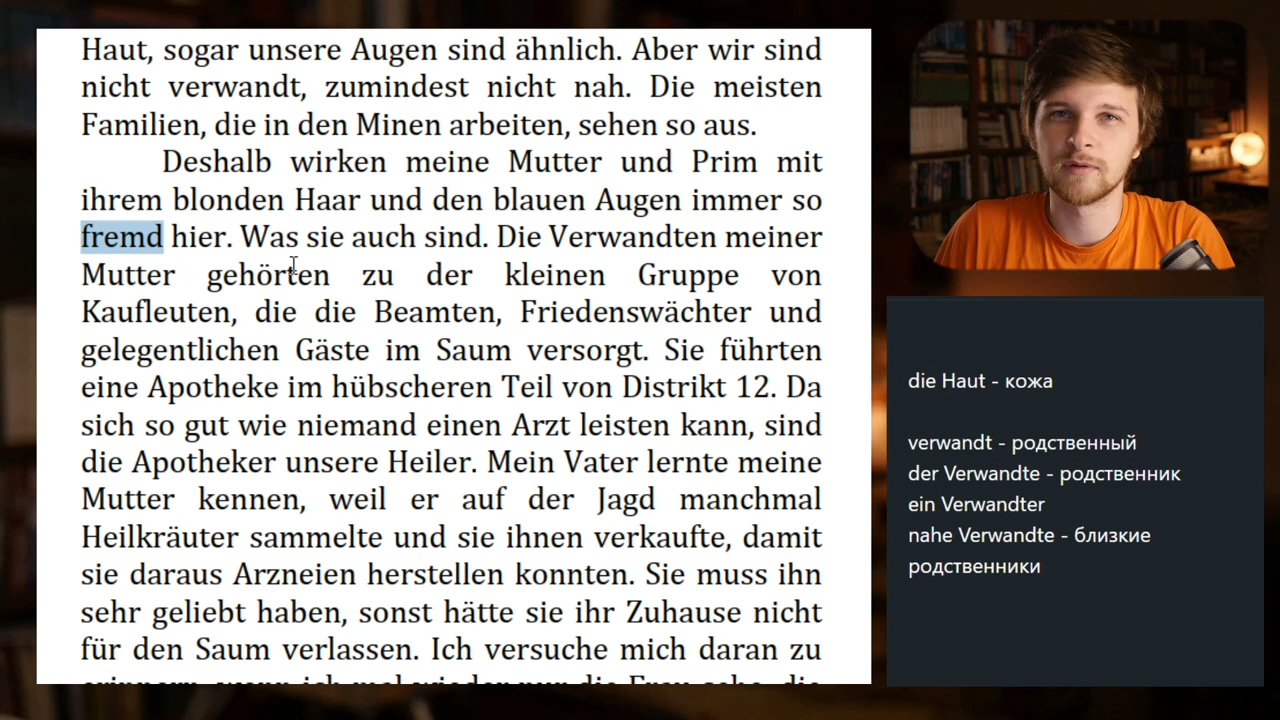 Haut, sogar unsere Augen sind ähnlich. Aber wir sind
nicht verwandt, zumindest nicht nah. Die meisten
Familien, die in den Minen arbeiten, sehen so aus.
Deshalb wirken meine Mutter und Prim mit
ihrem blonden Haar und den blauen Augen immer so
fremd hier. Was sie auch sind. Die Verwandten meiner
Mutter gehörten zu der kleinen Gruppe von
Kaufleuten, die die Beamten, Friedenswächter und
gelegentlichen Gäste im Saum versorgt. Sie führten
eine Apotheke im hübscheren Teil von Distrikt 12. Da
sich so gut wie niemand einen Arzt leisten kann, sind
die Apotheker unsere Heiler. Mein Vater lernte meine
Mutter kennen, weil er auf der Jagd manchmal
Heilkräuter sammelte und sie ihnen verkaufte, damit
sie daraus Arzneien herstellen konnten. Sie muss ihn
sehr geliebt haben, sonst hätte sie ihr Zuhause nicht
für den Saum verlassen. Ich versuche mich daran zu
die Haut - кожа
verwandt - родственный
der Verwandte - родственник
ein Verwandter
nahe Verwandte - близкие
родственники